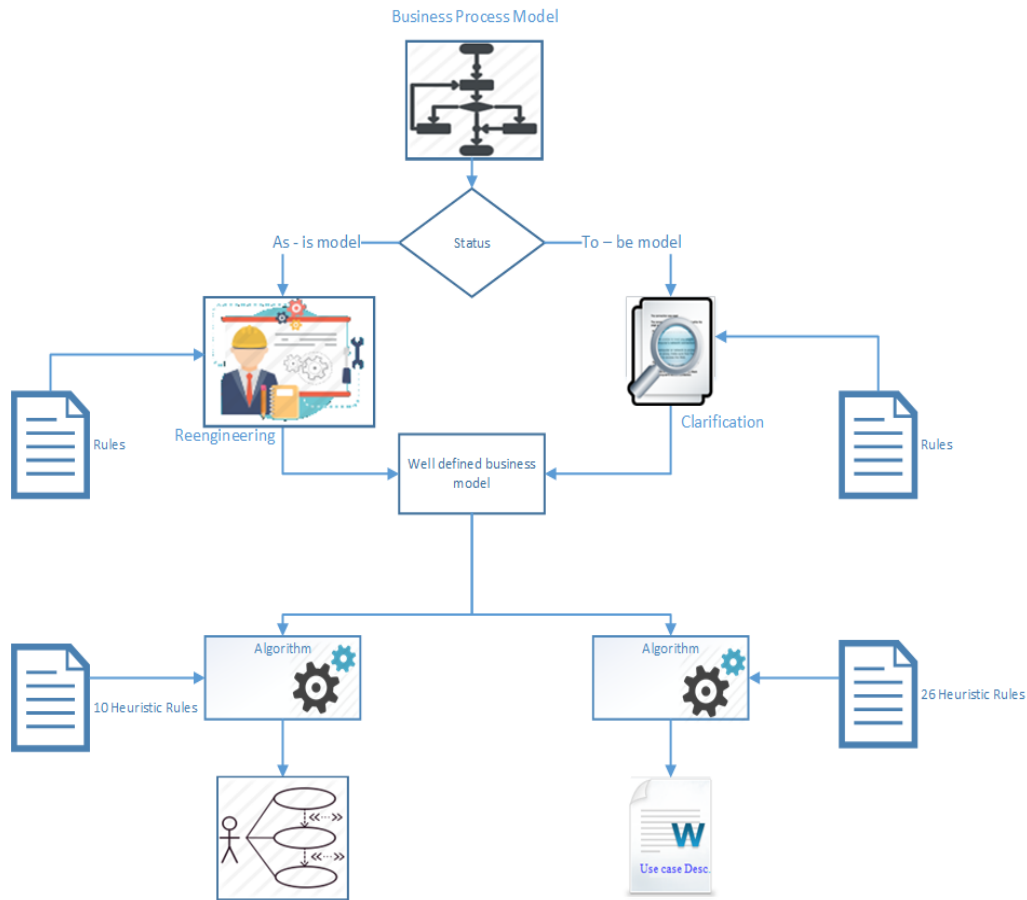 Business Process Model
Status
As - is model
To – be model
Reengineering
Clarification
Rules
Rules
Well defined business
model
Algorithm
Algorithm
10 Heuristic Rules
26 Heuristic Rules
<<···>>
<<···>>
W
Use case Desc.